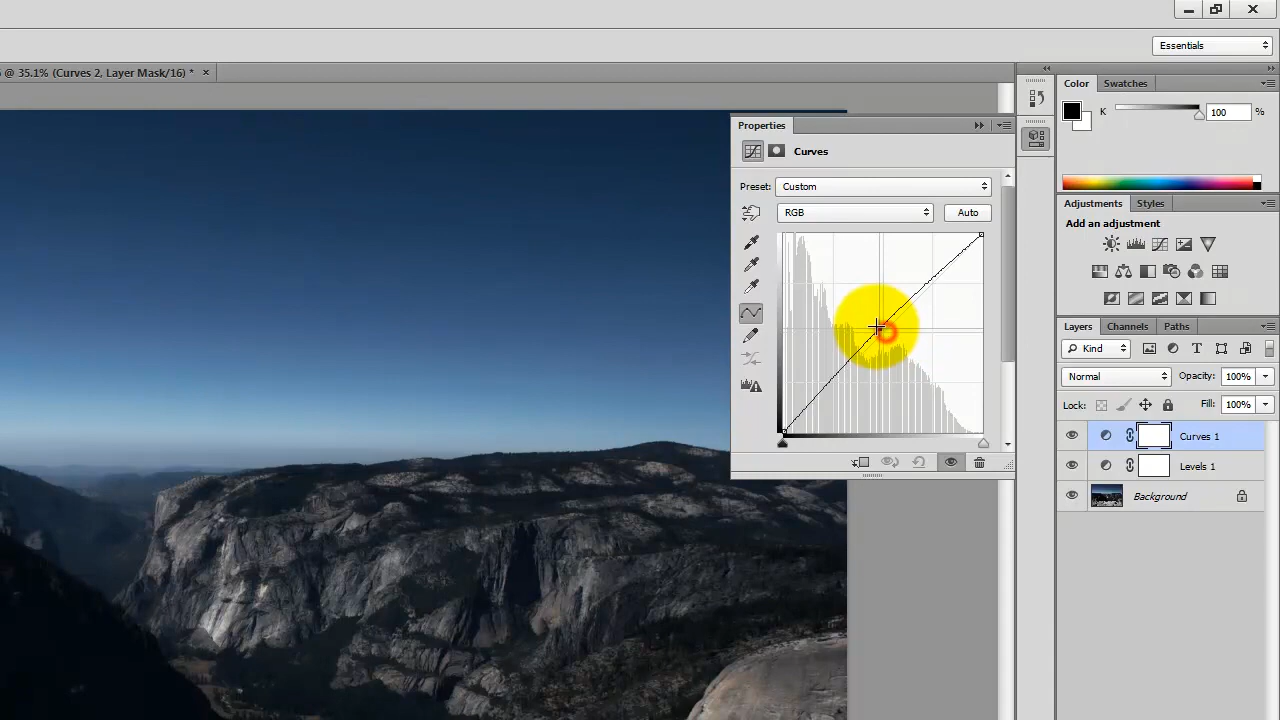 Essentials
@ 35.1% (Curves 2, Layer Mask/16) * ×
Color Swatches
K 100 %
Properties
Curves
Preset: Custom
RGB Auto
Adjustments Styles
Add an adjustment
Layers Channels Paths
Kind T
Normal Opacity: 100%
Lock: Fill: 100%
Curves 1
Levels 1
Background